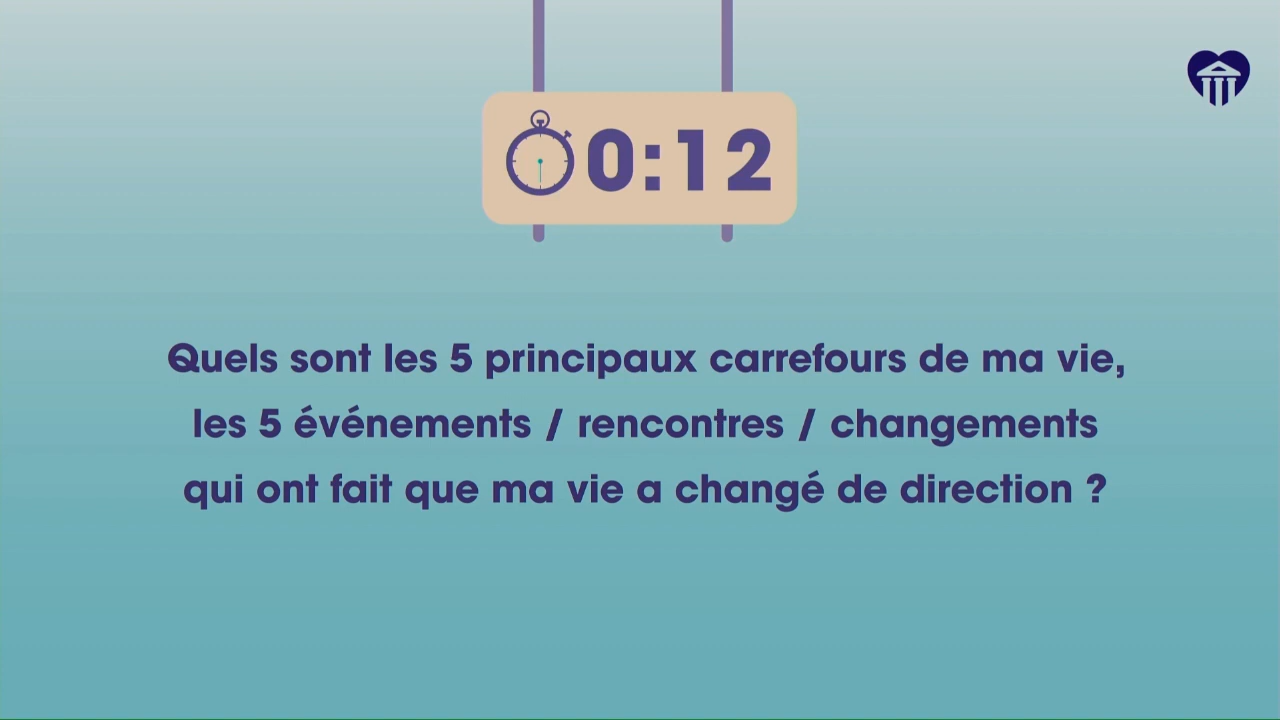 0:12
Quels sont les 5 principaux carrefours de ma vie,
les 5 événements / rencontres / changements
qui ont fait que ma vie a changé de direction ?